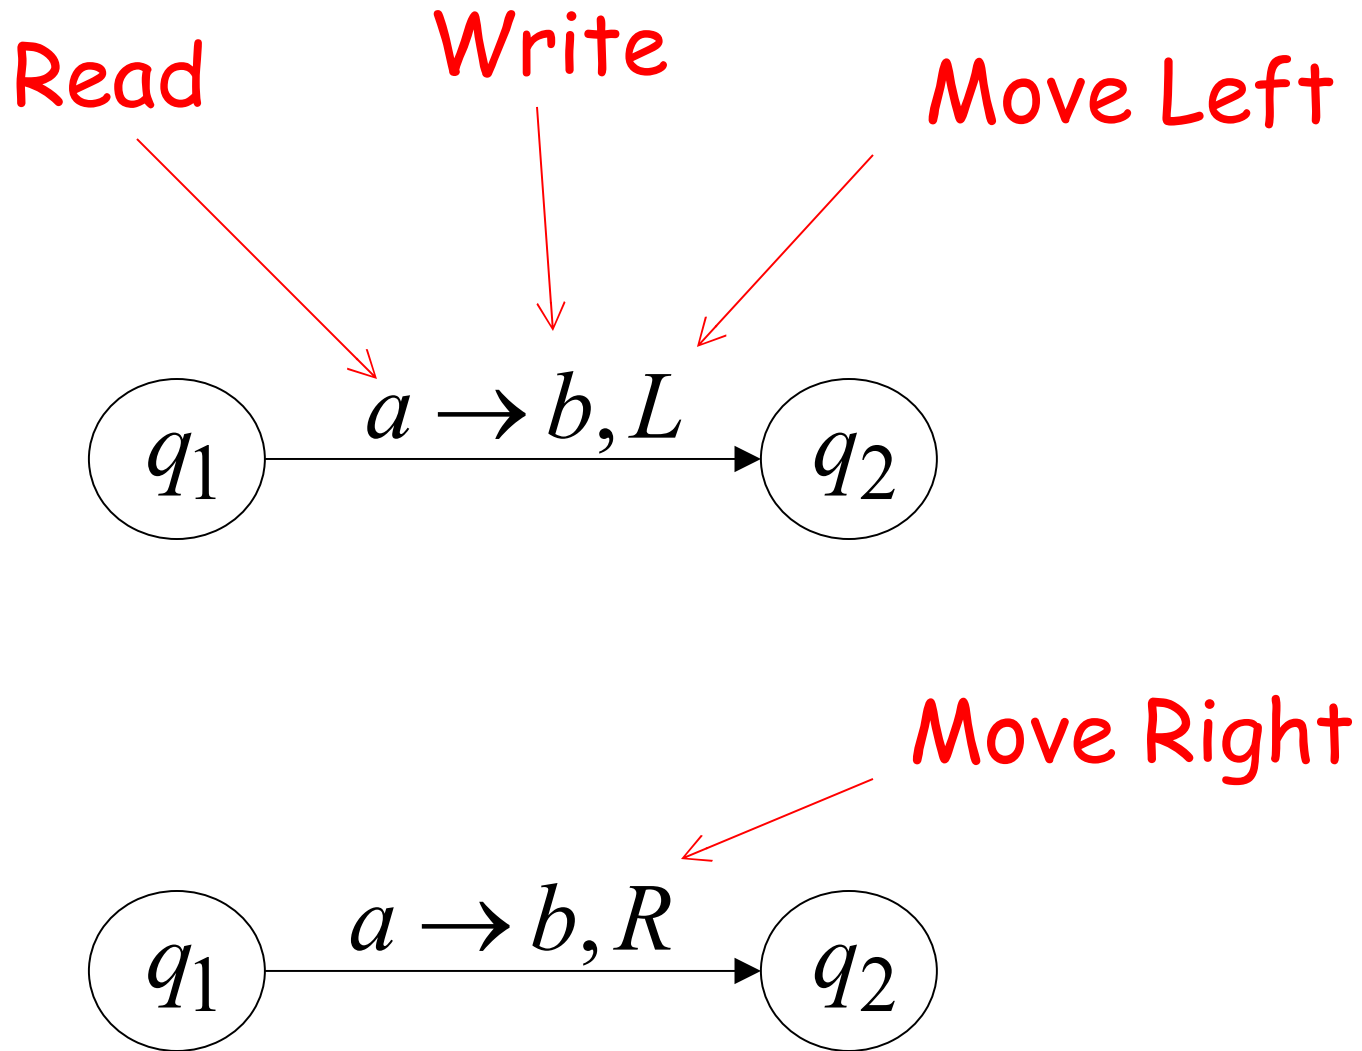 Read
Write
Move Left
a → b, L
q1
q2
Move Right
a → b, R
q1
q2